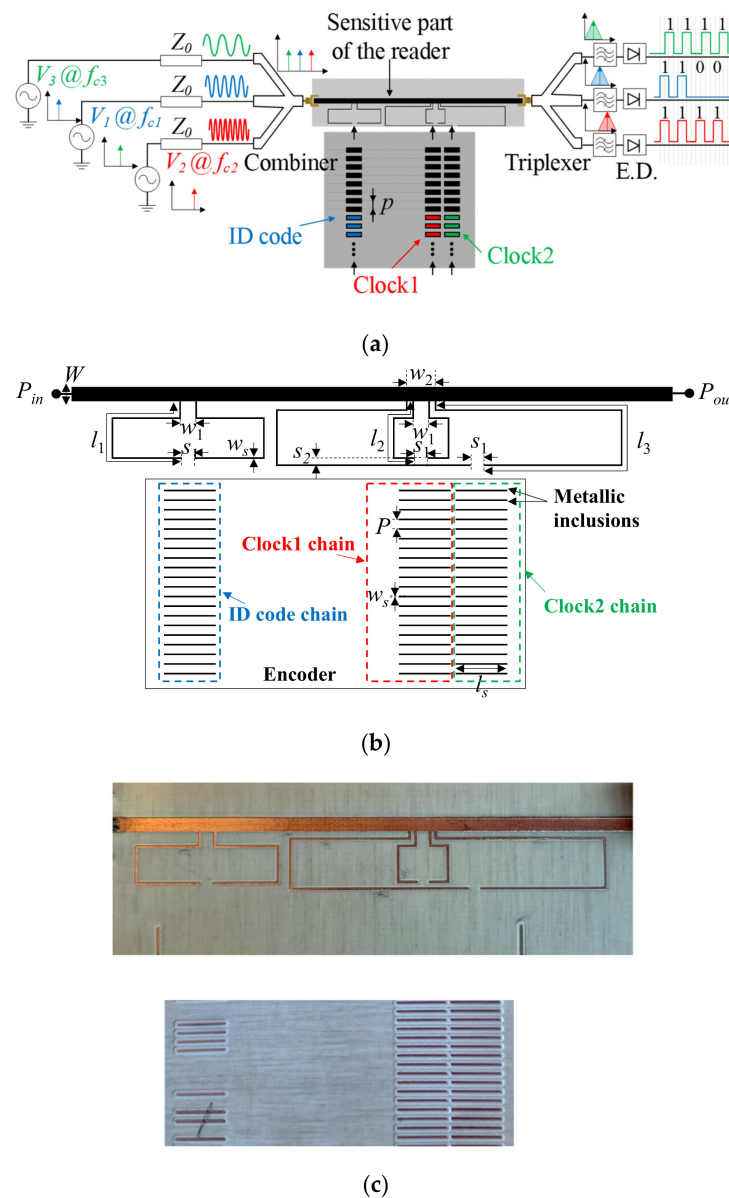 Sensitive part
of the reader
Z0
V3 @ fc3
Z0
V1 @ fc1
Z0
V2 @ fc2
Combiner
Triplexer
E.D.
1 1 1 1
1 1 0 0
1 1 1 1
p
ID code
Clock1
Clock2
(a)
W
Pin
Pou
w2
w1
l1
s1
ws
s2
l2
w1
s1
s1
l3
Metallic
inclusions
P
Clock1 chain
ws
ID code chain
Clock2 chain
Encoder
ls
(b)
(c)